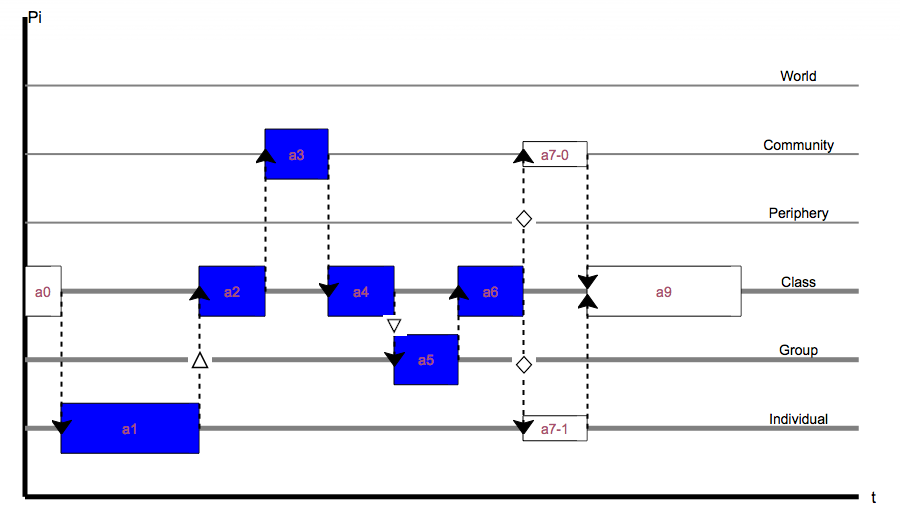 Pi
World
Community
a3
a7-0
Periphery
Class
a0
a2
a4
a6
a9
Group
a5
Individual
a1
a7-1
t